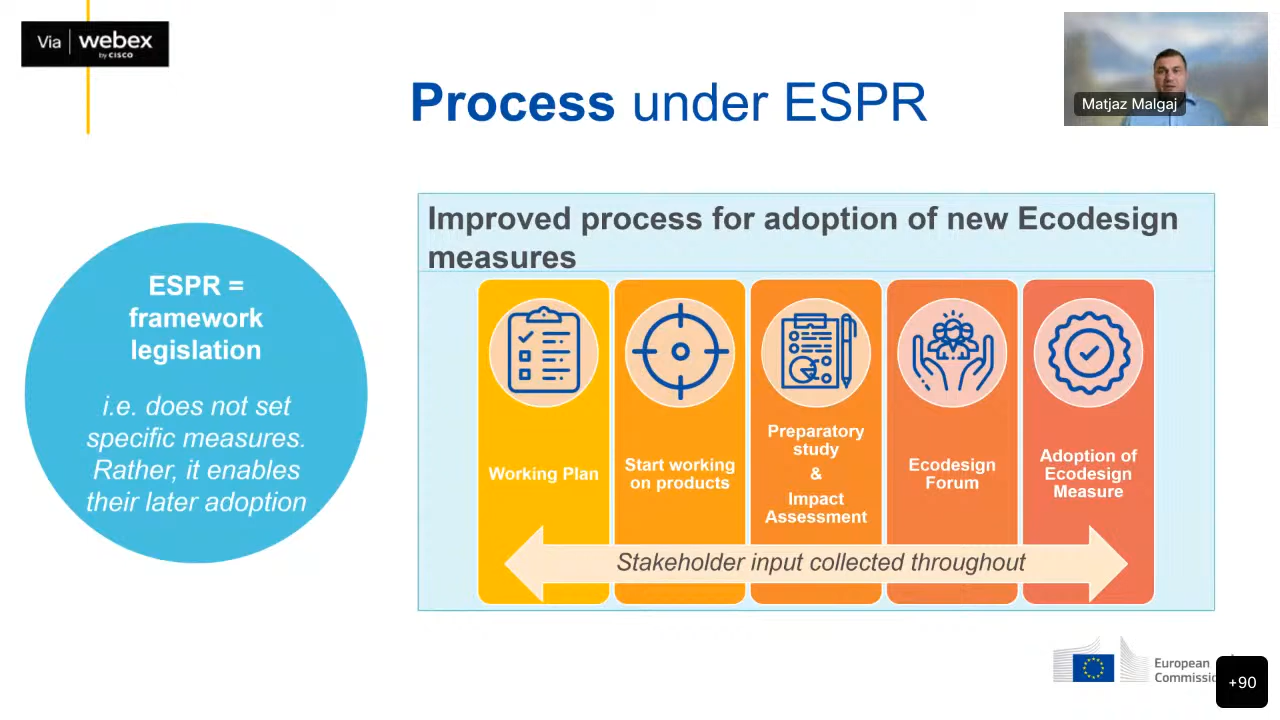 Via webex
by CISCO
Process under ESPR
Matjaz Malgaj
ESPR =
framework
legislation
i.e. does not set
specific measures.
Rather, it enables
their later adoption
Improved process for adoption of new Ecodesign
measures
Working Plan
Start working
on products
Preparatory
study
&
Impact
Assessment
Ecodesign
Forum
Adoption of
Ecodesign
Measure
Stakeholder input collected throughout
European
+90